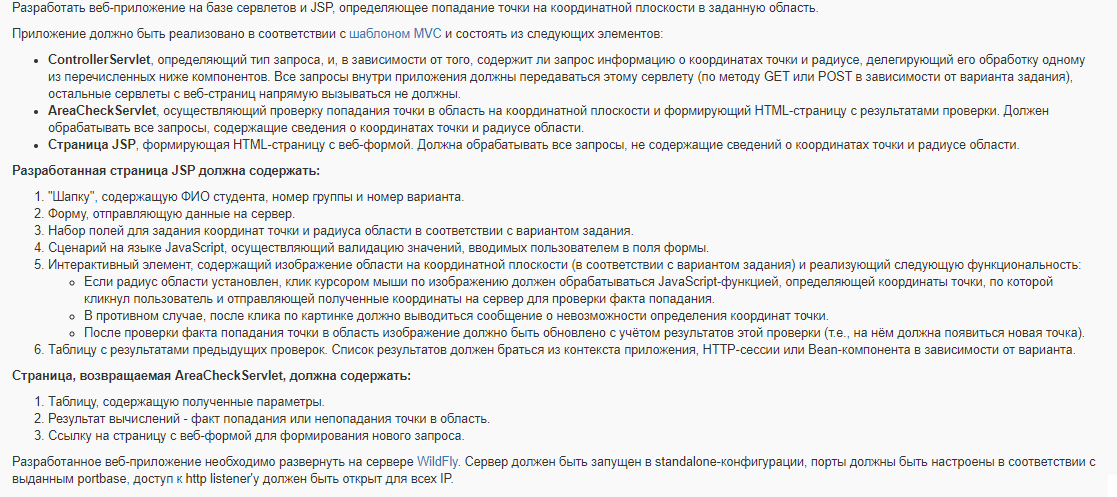 Разработать веб-приложение на базе сервлетов и JSP, определяющее попадание точки на координатной плоскости в заданную область.
Приложение должно быть реализовано в соответствии с шаблоном MVC и состоять из следующих элементов:
• ControllerServlet, определяющий тип запроса, и, в зависимости от того, содержит ли запрос информацию о координатах точки и радиусе, делегирующий его обработку одному
из перечисленных ниже компонентов. Все запросы внутри приложения должны передаваться этому сервлету (по методу GET или POST в зависимости от варианта задания),
остальные сервлеты с веб-страниц напрямую вызываться не должны.
• AreaCheckServlet, осуществляющий проверку попадания точки в область на координатной плоскости и формирующий HTML-страницу с результатами проверки. Должен
обрабатывать все запросы, содержащие сведения о координатах точки и радиусе области.
• Страница JSP, формирующая HTML-страницу с веб-формой. Должна обрабатывать все запросы, не содержащие сведений о координатах точки и радиусе области.
Разработанная страница JSP должна содержать:
1. "Шапку", содержащую ФИО студента, номер группы и номер варианта.
2. Форму, отправляющую данные на сервер.
3. Набор полей для задания координат точки и радиуса области в соответствии с вариантом задания.
4. Сценарий на языке JavaScript, осуществляющий валидацию значений, вводимых пользователем в поля формы.
5. Интерактивный элемент, содержащий изображение области на координатной плоскости (в соответствии с вариантом задания) и реализующий следующую функциональность:
◦ Если радиус области установлен, клик курсором мыши по изображению должен обрабатываться JavaScript-функцией, определяющей координаты точки, по которой
кликнул пользователь и отправляющей полученные координаты на сервер для проверки факта попадания.
◦ В противном случае, после клика по картинке должно выводиться сообщение о невозможности определения координат точки.
◦ После проверки факта попадания точки в область изображение должно быть обновлено с учётом результатов этой проверки (т.е., на нём должна появиться новая точка).
6. Таблицу с результатами предыдущих проверок. Список результатов должен браться из контекста приложения, HTTP-сессии или Bean-компонента в зависимости от варианта.
Страница, возвращаемая AreaCheckServlet, должна содержать:
1. Таблицу, содержащую полученные параметры.
2. Результат вычислений - факт попадания или непопадания точки в область.
3. Ссылку на страницу с веб-формой для формирования нового запроса.
Разработанное веб-приложение необходимо развернуть на сервере WildFly. Сервер должен быть запущен в standalone-конфигурации, порты должны быть настроены в соответствии с
выданным portbase, доступ к http listener'у должен быть открыт для всех IP.